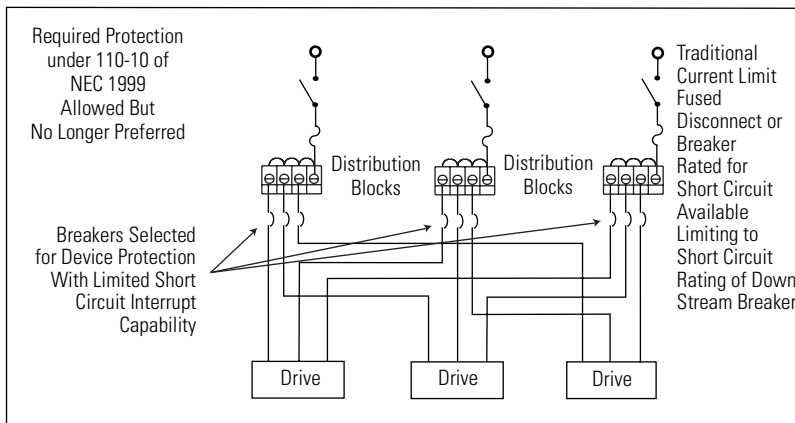 Required Protection
under 110-10 of
NEC 1999
Allowed But
No Longer Preferred
Traditional
Current Limit
Fused
Disconnect or
Breaker
Rated for
Short Circuit
Available
Limiting to
Short Circuit
Rating of Down
Stream Breaker
Distribution
Blocks
Distribution
Blocks
Breakers Selected
for Device Protection
With Limited Short
Circuit Interrupt
Capability
Drive
Drive
Drive